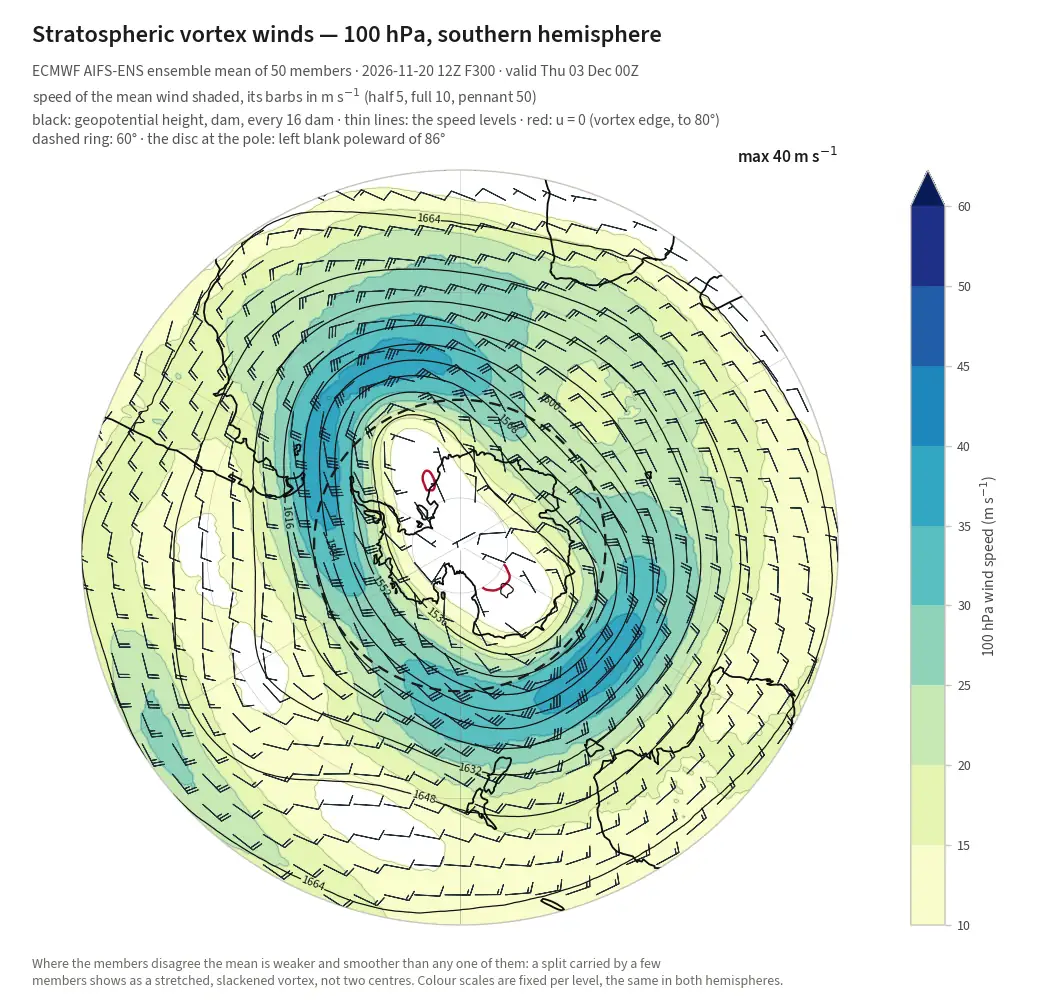 Stratospheric vortex winds — 100 hPa, southern hemisphere
ECMWF AIFS-ENS ensemble mean of 50 members · 2026-11-20 12Z F300 · valid Thu 03 Dec 00Z
speed of the mean wind shaded, its barbs in m s⁻¹ (half 5, full 10, pennant 50)
black: geopotential height, dam, every 16 dam · thin lines: the speed levels · red: u = 0 (vortex edge, to 80°)
dashed ring: 60° · the disc at the pole: left blank poleward of 86°
max 40 m s⁻¹
1664
1600
1568
1616
1584
1552
1536
1632
1648
1664
60
50
45
40
35
30
25
20
15
10
100 hPa wind speed (m s⁻¹)
Where the members disagree the mean is weaker and smoother than any one of them: a split carried by a few
members shows as a stretched, slackened vortex, not two centres. Colour scales are fixed per level, the same in both hemispheres.